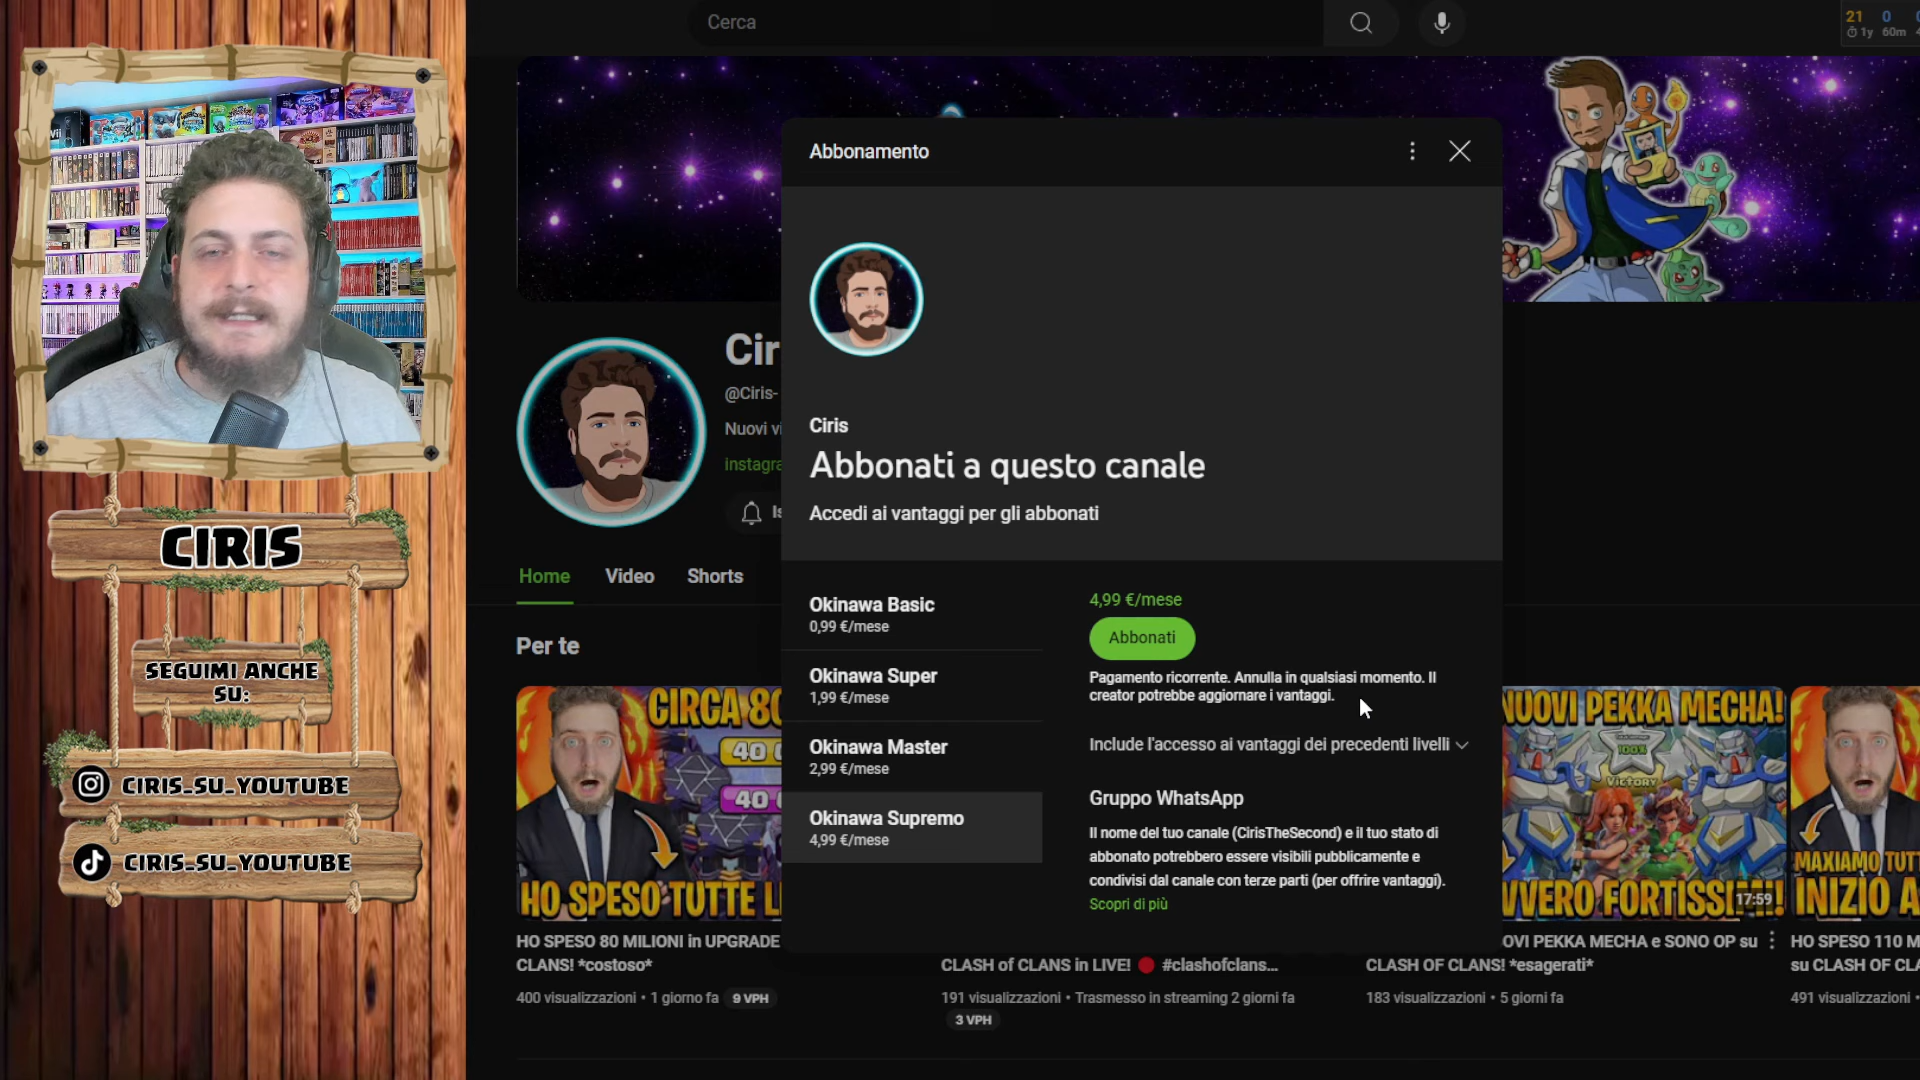 CIRIS
SEGUIMI ANCHE
SU:
CIRIS_SU_YOUTUBE
CIRIS_SU_YOUTUBE
Cerca
21 0
1y 60m
Abbonamento
Cir
@Ciris-
Nuovi vi
instagra
Is
Home Video Shorts
Per te
Ciris
Abbonati a questo canale
Accedi ai vantaggi per gli abbonati
Okinawa Basic
0,99 €/mese
Okinawa Super
1,99 €/mese
Okinawa Master
2,99 €/mese
Okinawa Supremo
4,99 €/mese
4,99 €/mese
Abbonati
Pagamento ricorrente. Annulla in qualsiasi momento. Il
creator potrebbe aggiornare i vantaggi.
Include l'accesso ai vantaggi dei precedenti livelli
Gruppo WhatsApp
Il nome del tuo canale (CirisTheSecond) e il tuo stato di
abbonato potrebbero essere visibili pubblicamente e
condivisi dal canale con terze parti (per offrire vantaggi).
Scopri di più
CIRCA 80
40
40
HO SPESO TUTTE L
HO SPESO 80 MILIONI in UPGRADE
CLANS! *costoso*
400 visualizzazioni • 1 giorno fa 9 VPH
CLASH of CLANS in LIVE! 🔴 #clashofclans...
191 visualizzazioni • Trasmesso in streaming 2 giorni fa
3 VPH
NUOVI PEKKA MECHA!
100%
VICTORY
VVERO FORTISSIMI!
17:59
OVI PEKKA MECHA e SONO OP su
CLASH OF CLANS! *esagerati*
183 visualizzazioni • 5 giorni fa
MAXIAMO TUTT
INIZIO A
HO SPESO 110 M
su CLASH OF CLA
491 visualizzazioni